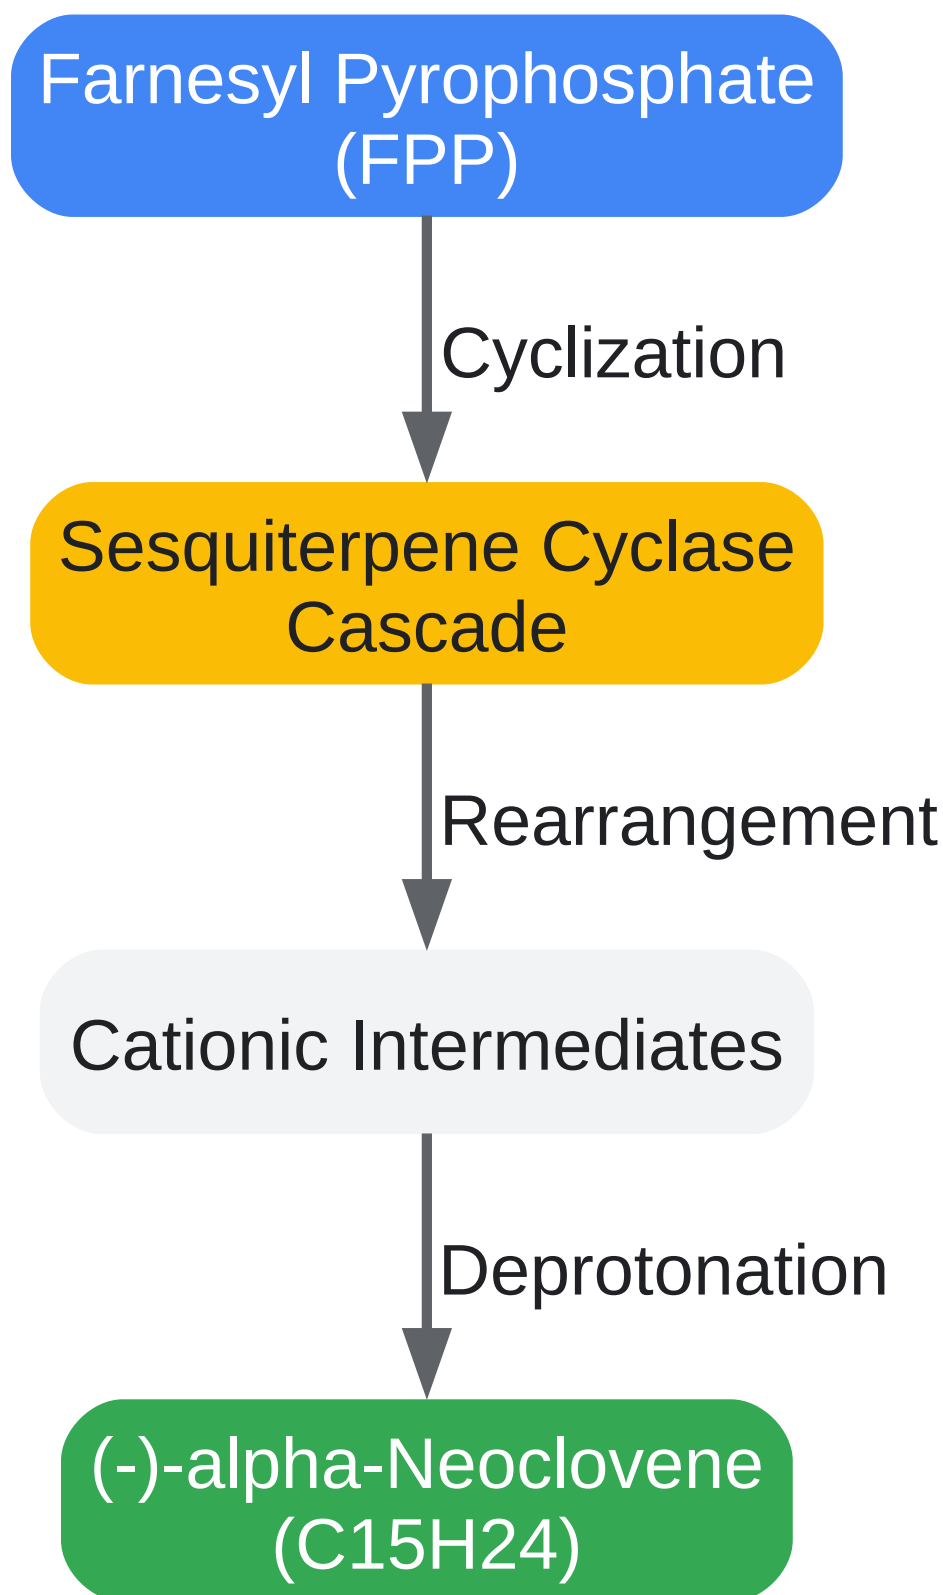 Farnesyl Pyrophosphate
(FPP)
Cyclization
Sesquiterpene Cyclase
Cascade
Rearrangement
Cationic Intermediates
Deprotonation
(-)-alpha-Neoclovene
(C15H24)